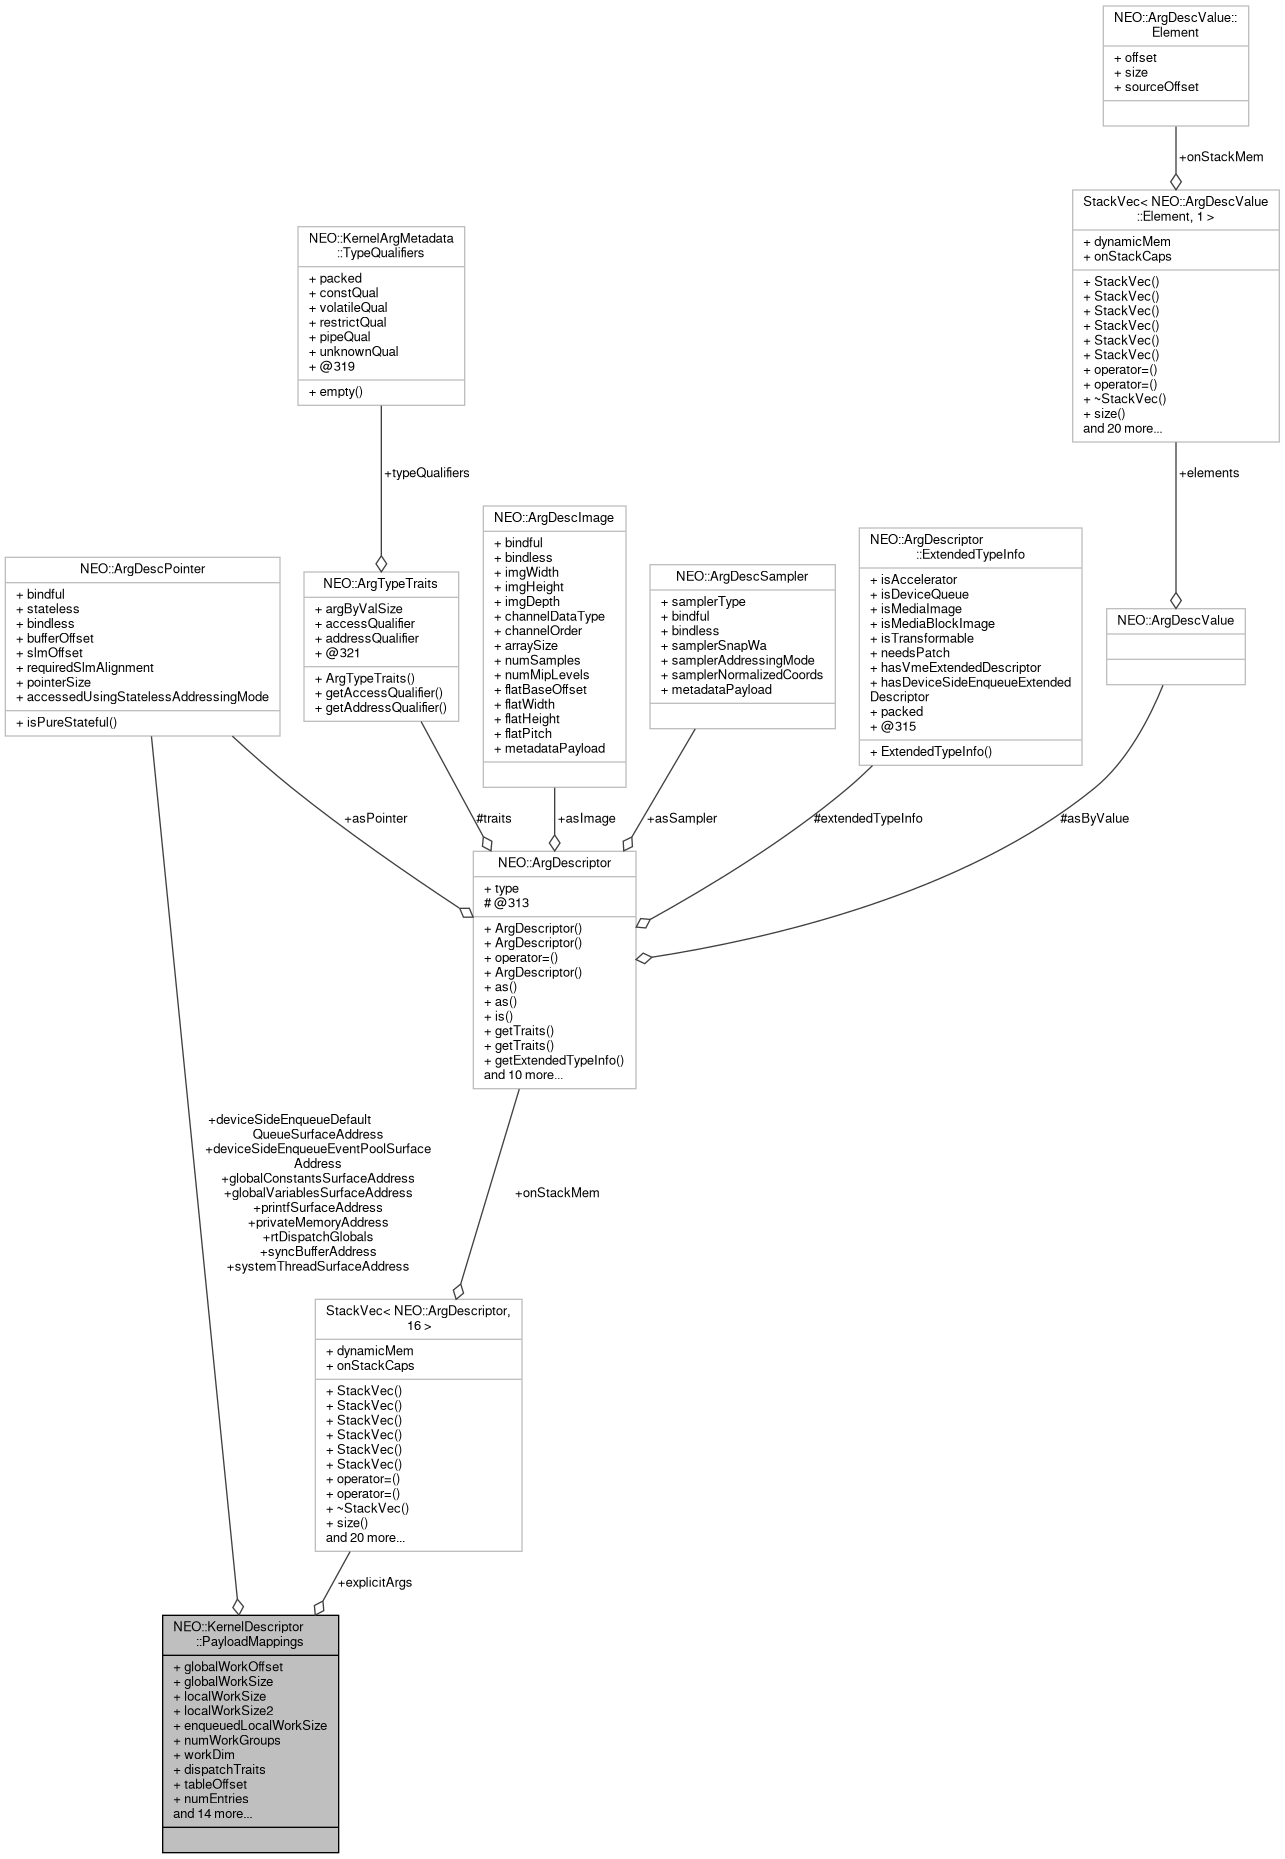 NEO::ArgDescValue::
Element
+ offset
+ size
+ sourceOffset
+onStackMem
StackVec< NEO::ArgDescValue
::Element, 1 >
+ dynamicMem
+ onStackCaps
+ StackVec()
+ StackVec()
+ StackVec()
+ StackVec()
+ StackVec()
+ StackVec()
+ operator=()
+ operator=()
+ ~StackVec()
+ size()
and 20 more...
+elements
NEO::KernelArgMetadata
::TypeQualifiers
+ packed
+ constQual
+ volatileQual
+ restrictQual
+ pipeQual
+ unknownQual
+ @319
+ empty()
+typeQualifiers
NEO::ArgDescPointer
+ bindful
+ stateless
+ bindless
+ bufferOffset
+ slmOffset
+ requiredSlmAlignment
+ pointerSize
+ accessedUsingStatelessAddressingMode
+ isPureStateful()
NEO::ArgTypeTraits
+ argByValSize
+ accessQualifier
+ addressQualifier
+ @321
+ ArgTypeTraits()
+ getAccessQualifier()
+ getAddressQualifier()
NEO::ArgDescImage
+ bindful
+ bindless
+ imgWidth
+ imgHeight
+ imgDepth
+ channelDataType
+ channelOrder
+ arraySize
+ numSamples
+ numMipLevels
+ flatBaseOffset
+ flatWidth
+ flatHeight
+ flatPitch
+ metadataPayload
NEO::ArgDescSampler
+ samplerType
+ bindful
+ bindless
+ samplerSnapWa
+ samplerAddressingMode
+ samplerNormalizedCoords
+ metadataPayload
NEO::ArgDescriptor
::ExtendedTypeInfo
+ isAccelerator
+ isDeviceQueue
+ isMediaImage
+ isMediaBlockImage
+ isTransformable
+ needsPatch
+ hasVmeExtendedDescriptor
+ hasDeviceSideEnqueueExtended
Descriptor
+ packed
+ @315
+ ExtendedTypeInfo()
NEO::ArgDescValue
+asPointer
#traits
+asImage
+asSampler
#extendedTypeInfo
#asByValue
NEO::ArgDescriptor
+ type
# @313
+ ArgDescriptor()
+ ArgDescriptor()
+ operator=()
+ ArgDescriptor()
+ as()
+ as()
+ is()
+ getTraits()
+ getTraits()
+ getExtendedTypeInfo()
and 10 more...
+deviceSideEnqueueDefault
QueueSurfaceAddress
+deviceSideEnqueueEventPoolSurface
Address
+globalConstantsSurfaceAddress
+globalVariablesSurfaceAddress
+printfSurfaceAddress
+privateMemoryAddress
+rtDispatchGlobals
+syncBufferAddress
+systemThreadSurfaceAddress
+onStackMem
StackVec< NEO::ArgDescriptor,
16 >
+ dynamicMem
+ onStackCaps
+ StackVec()
+ StackVec()
+ StackVec()
+ StackVec()
+ StackVec()
+ StackVec()
+ operator=()
+ operator=()
+ ~StackVec()
+ size()
and 20 more...
+explicitArgs
NEO::KernelDescriptor
::PayloadMappings
+ globalWorkOffset
+ globalWorkSize
+ localWorkSize
+ localWorkSize2
+ enqueuedLocalWorkSize
+ numWorkGroups
+ workDim
+ dispatchTraits
+ tableOffset
+ numEntries
and 14 more...